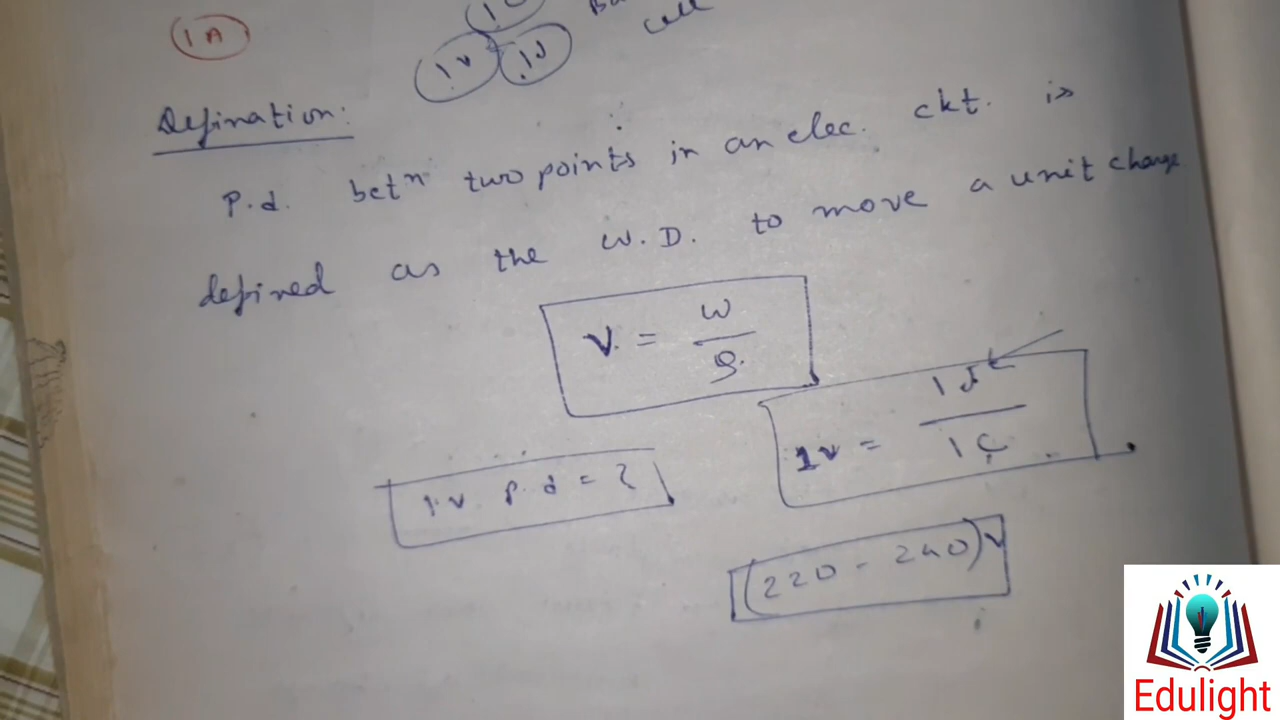 1A
1v 1J
cell
Defination:
P.d. betⁿ two points in an elec. ckt. is
defined as the W.D. to move a unit charge
V = W/Q
1v = 1J/1C
1v p.d = ?
(220 - 240)v
Edulight